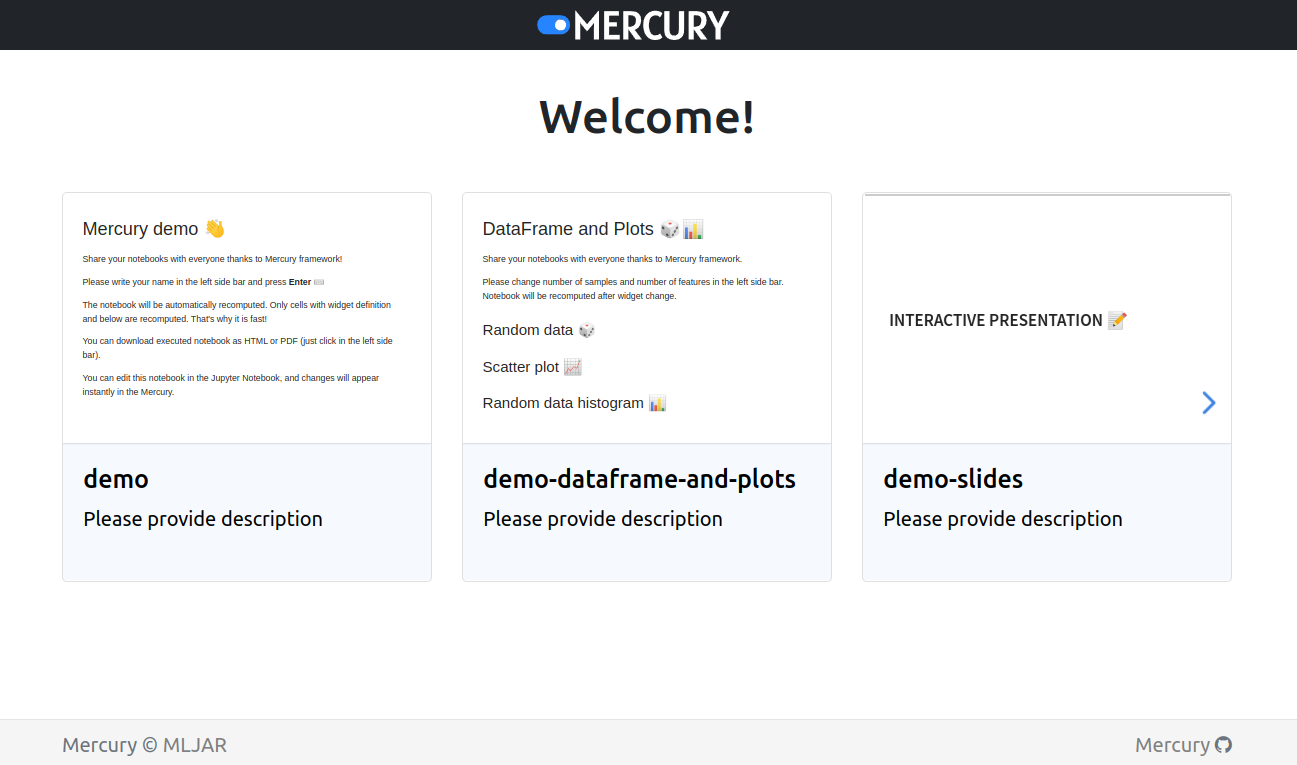 MERCURY
Welcome!
Mercury demo 👋
Share your notebooks with everyone thanks to Mercury framework!
Please write your name in the left side bar and press Enter ⌨️
The notebook will be automatically recomputed. Only cells with widget definition
and below are recomputed. That's why it is fast!
You can download executed notebook as HTML or PDF (just click in the left side
bar).
You can edit this notebook in the Jupyter Notebook, and changes will appear
instantly in the Mercury.
demo
Please provide description
DataFrame and Plots 🎲📊
Share your notebooks with everyone thanks to Mercury framework.
Please change number of samples and number of features in the left side bar.
Notebook will be recomputed after widget change.
Random data 🎲
Scatter plot 📈
Random data histogram 📊
demo-dataframe-and-plots
Please provide description
INTERACTIVE PRESENTATION 📝
demo-slides
Please provide description
Mercury © MLJAR
Mercury